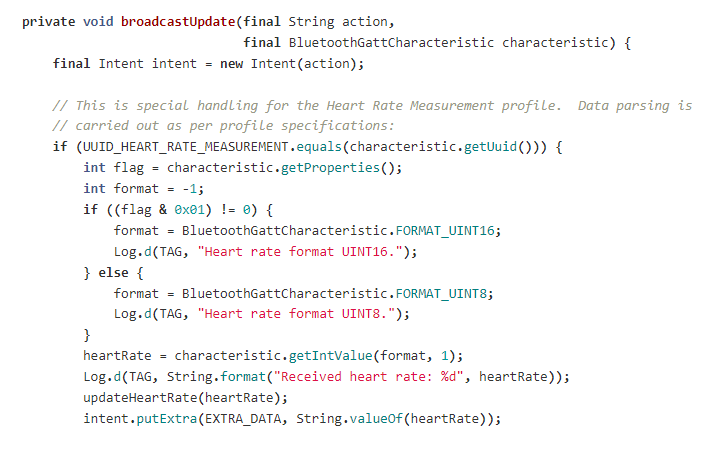 private void broadcastUpdate(final String action,
final BluetoothGattCharacteristic characteristic) {
final Intent intent = new Intent(action);
// This is special handling for the Heart Rate Measurement profile.  Data parsing is
// carried out as per profile specifications:
if (UUID_HEART_RATE_MEASUREMENT.equals(characteristic.getUuid())) {
int flag = characteristic.getProperties();
int format = -1;
if ((flag & 0x01) != 0) {
format = BluetoothGattCharacteristic.FORMAT_UINT16;
Log.d(TAG, "Heart rate format UINT16.");
} else {
format = BluetoothGattCharacteristic.FORMAT_UINT8;
Log.d(TAG, "Heart rate format UINT8.");
}
heartRate = characteristic.getIntValue(format, 1);
Log.d(TAG, String.format("Received heart rate: %d", heartRate));
updateHeartRate(heartRate);
intent.putExtra(EXTRA_DATA, String.valueOf(heartRate));